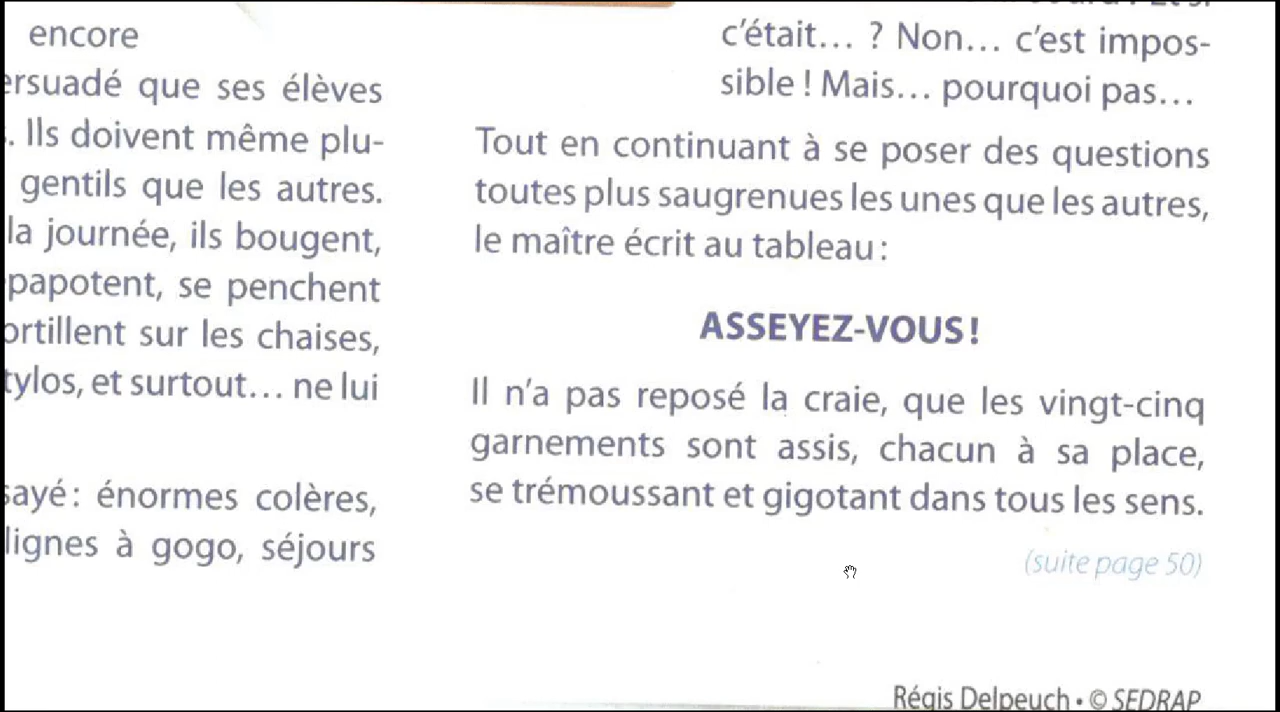 encore
que ses élèves
. Ils doivent même plu-
gentils que les autres.
la journée, ils bougent,
papotent, se penchent
sur les chaises,
et surtout... ne lui
: énormes colères,
lignes à gogo, séjours
c'était... ? Non... c'est impos-
sible ! Mais... pourquoi pas...
Tout en continuant à se poser des questions
toutes plus saugrenues les unes que les autres,
le maître écrit au tableau :
ASSEYEZ-VOUS !
Il n'a pas reposé la craie, que les vingt-cinq
garnements sont assis, chacun à sa place,
se trémoussant et gigotant dans tous les sens.
(suite page 50)
Régis Delpeuch • © SEDRAP